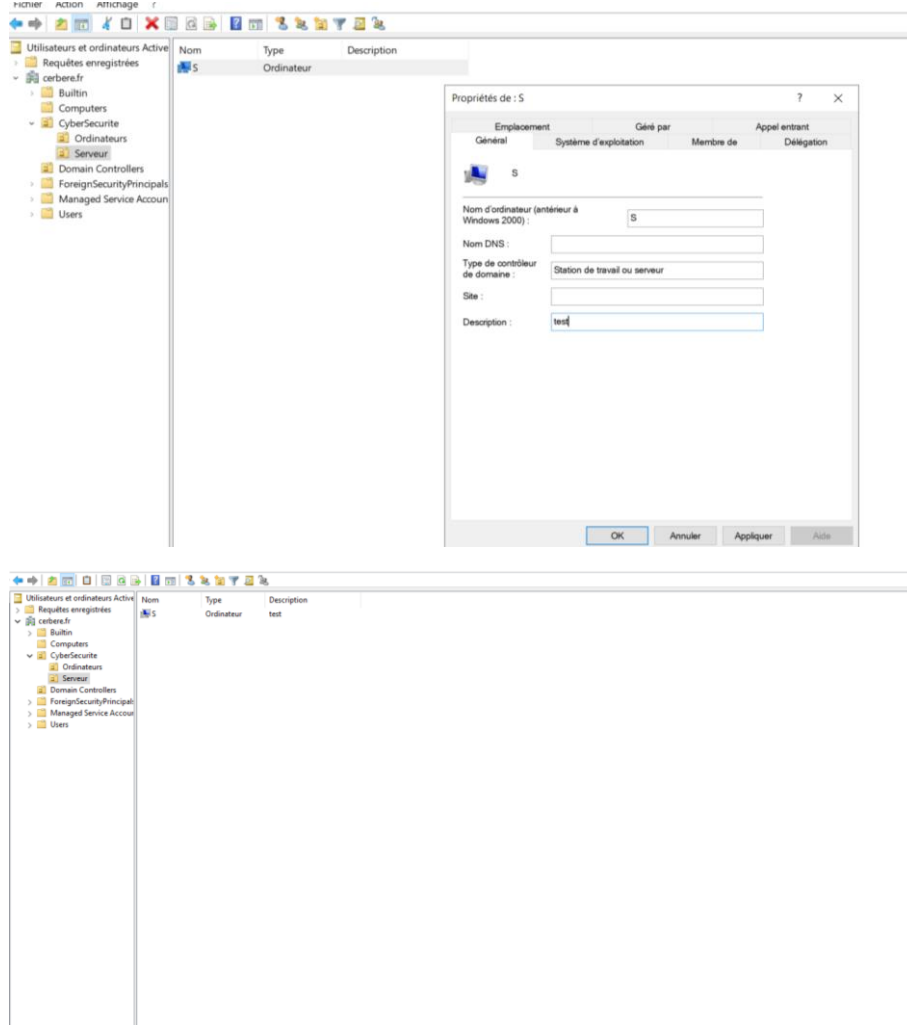 Fichier Action Affichage ?
Utilisateurs et ordinateurs Active Nom Type Description
Requêtes enregistrées S Ordinateur
cerbere.fr
Builtin
Computers
CyberSecurite
Ordinateurs
Serveur
Domain Controllers
ForeignSecurityPrincipals
Managed Service Accoun
Users
Propriétés de : S ? ×
Emplacement Géré par Appel entrant
Général Système d'exploitation Membre de Délégation
S
Nom d'ordinateur (antérieur à
Windows 2000) : S
Nom DNS :
Type de contrôleur
de domaine : Station de travail ou serveur
Site :
Description : test
OK Annuler Appliquer Aide
Utilisateurs et ordinateurs Active Nom Type Description
Requêtes enregistrées S Ordinateur test
cerbere.fr
Builtin
Computers
CyberSecurite
Ordinateurs
Serveur
Domain Controllers
ForeignSecurityPrincipals
Managed Service Accour
Users